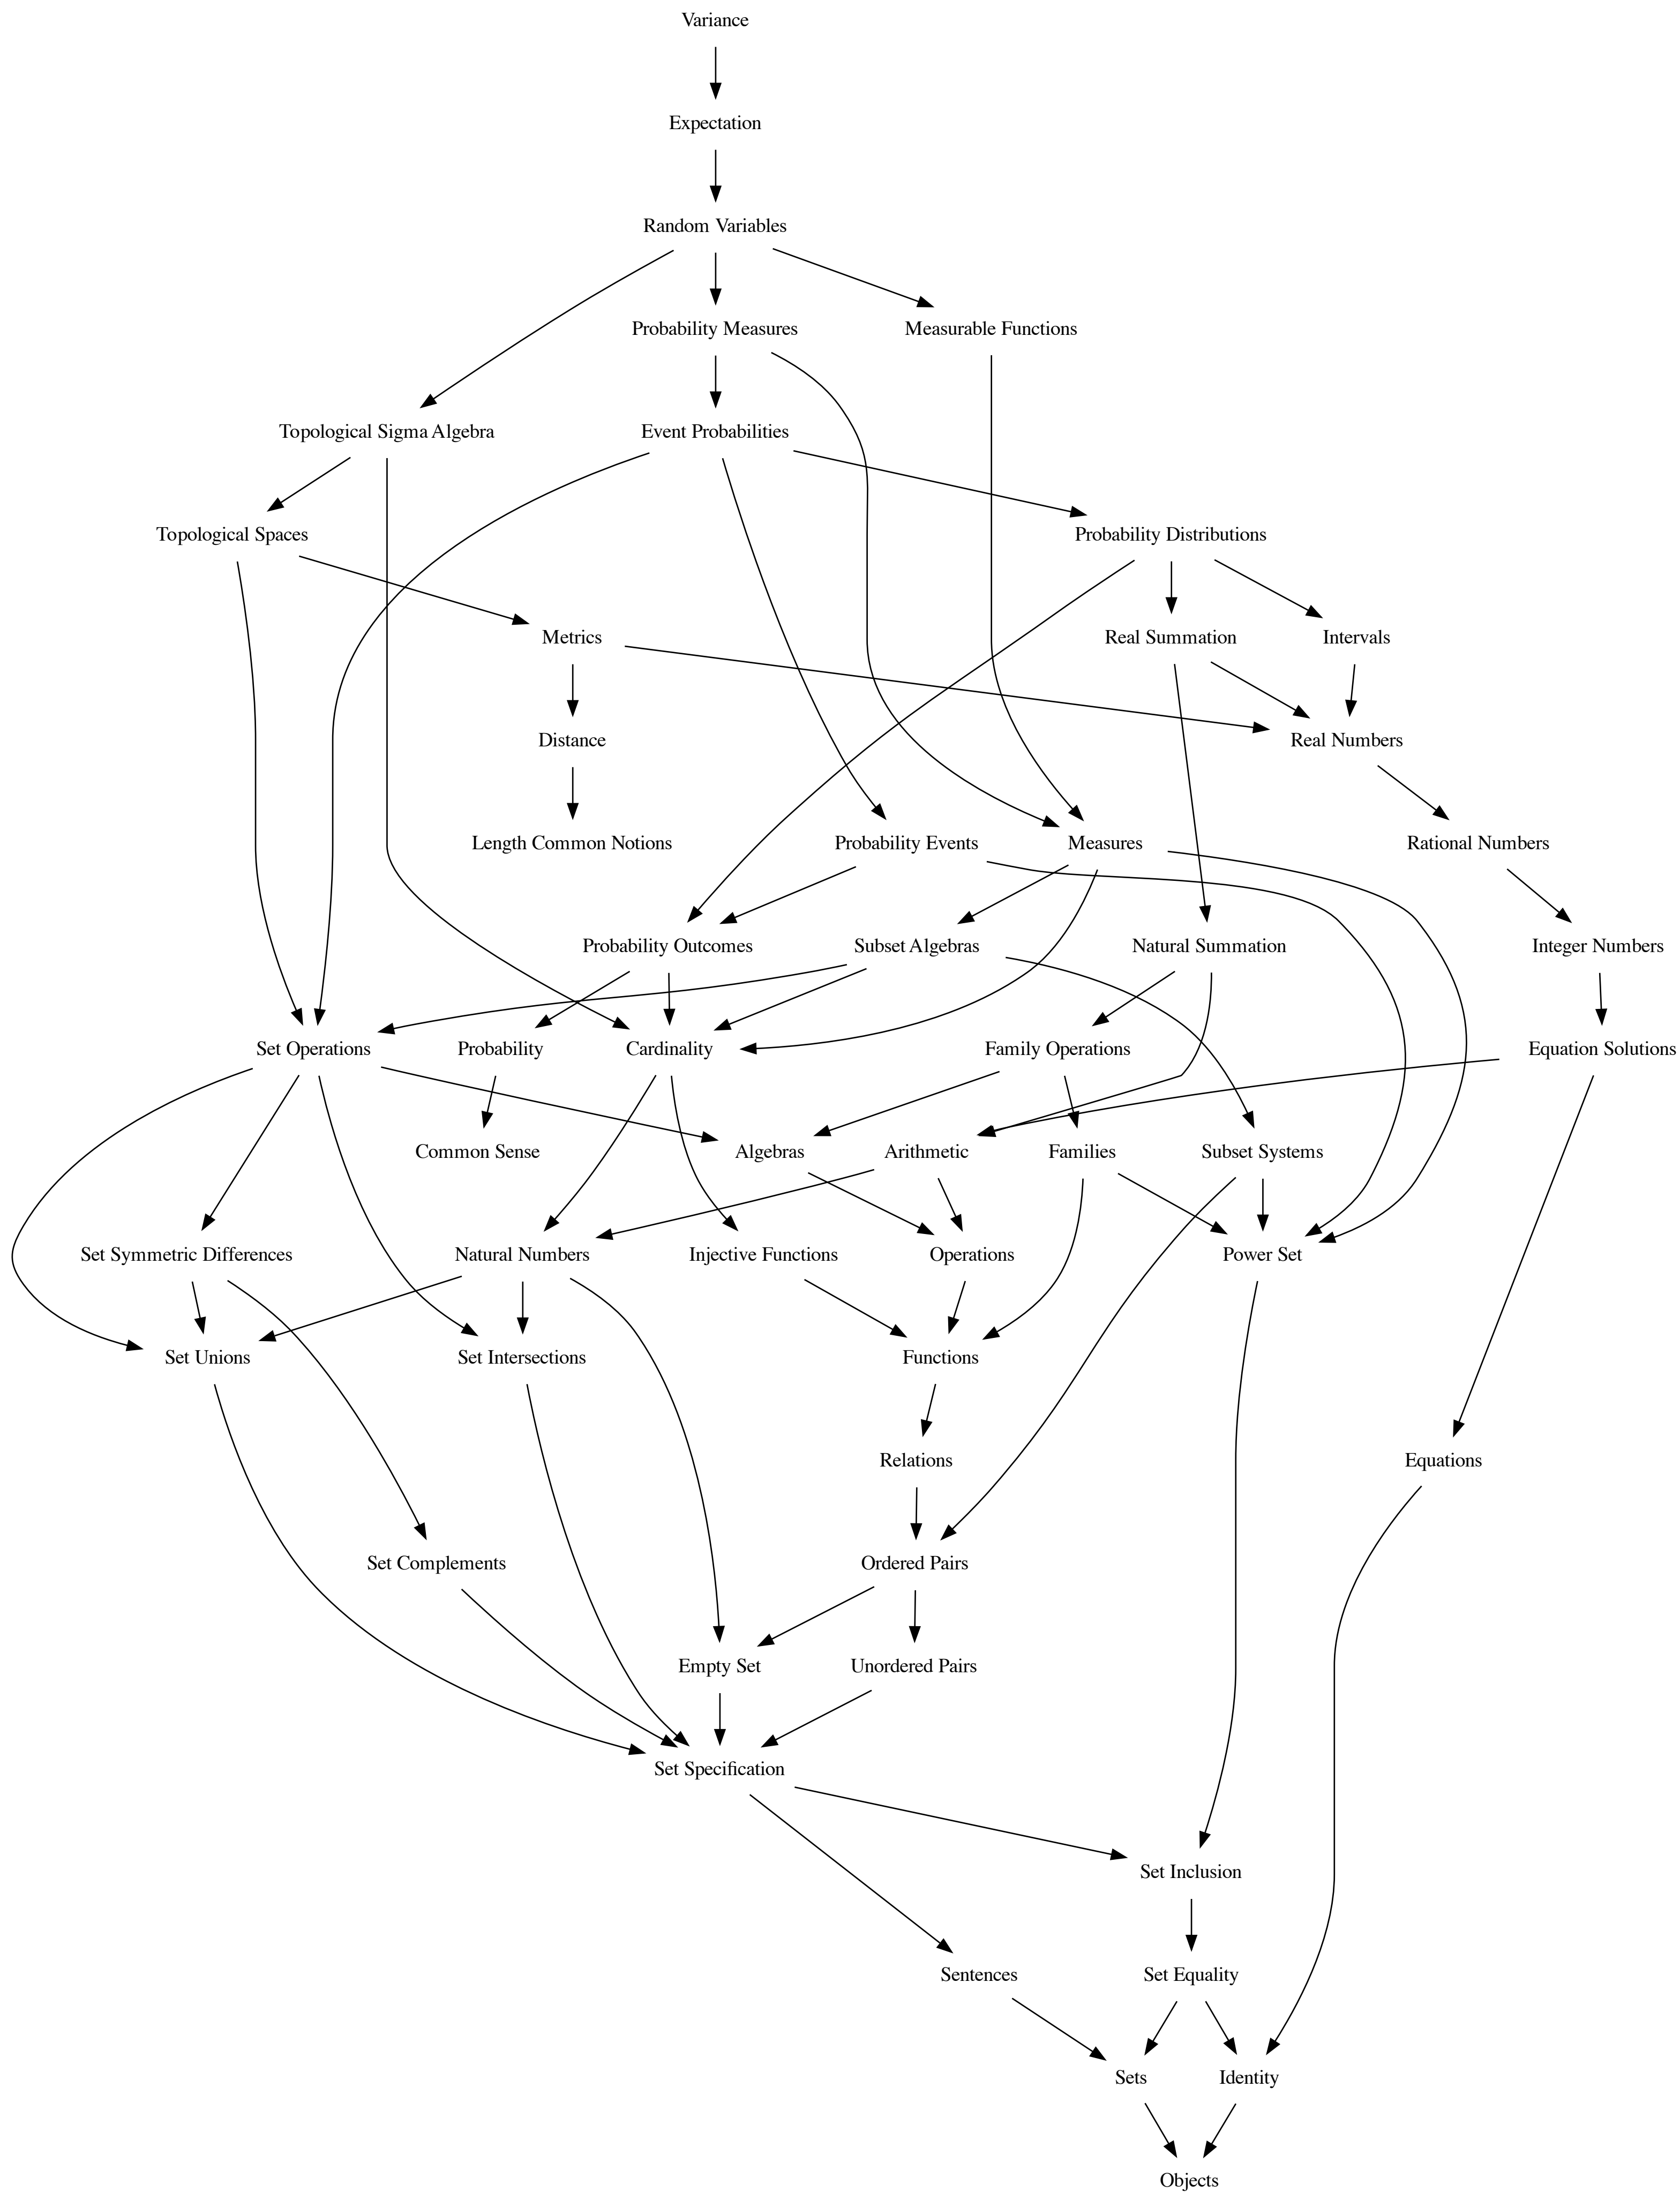 Variance
Expectation
Random Variables
Probability Measures
Measurable Functions
Topological Sigma Algebra
Event Probabilities
Topological Spaces
Probability Distributions
Metrics
Real Summation
Intervals
Distance
Real Numbers
Length Common Notions
Probability Events
Measures
Rational Numbers
Probability Outcomes
Subset Algebras
Natural Summation
Integer Numbers
Set Operations
Probability
Cardinality
Family Operations
Equation Solutions
Common Sense
Algebras
Arithmetic
Families
Subset Systems
Set Symmetric Differences
Natural Numbers
Injective Functions
Operations
Power Set
Set Unions
Set Intersections
Functions
Relations
Equations
Set Complements
Ordered Pairs
Empty Set
Unordered Pairs
Set Specification
Set Inclusion
Sentences
Set Equality
Sets
Identity
Objects